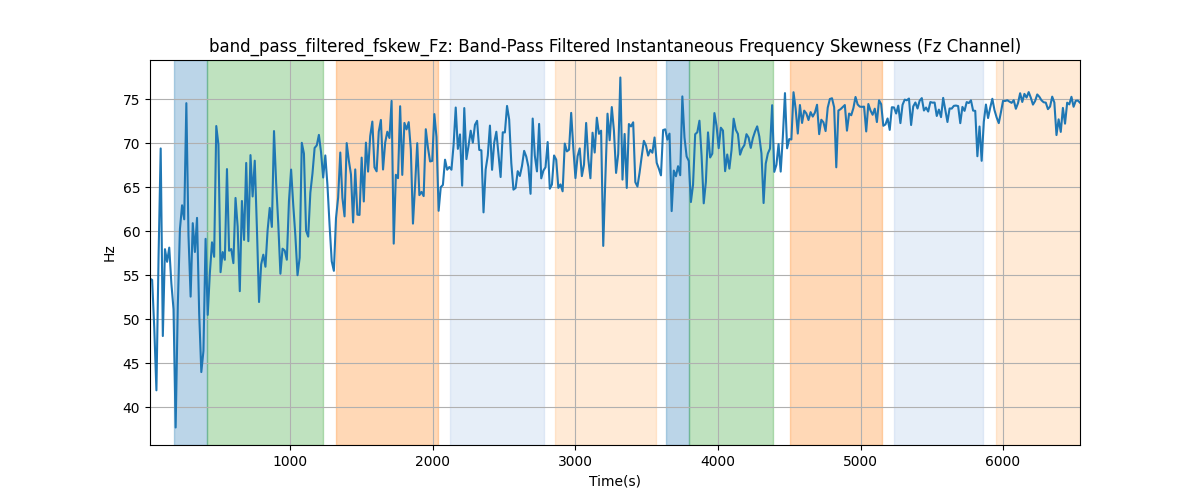 band_pass_filtered_fskew_Fz: Band-Pass Filtered Instantaneous Frequency Skewness (Fz Channel)
75
70
65
60
55
50
45
40
Hz
1000 2000 3000 4000 5000 6000
Time(s)